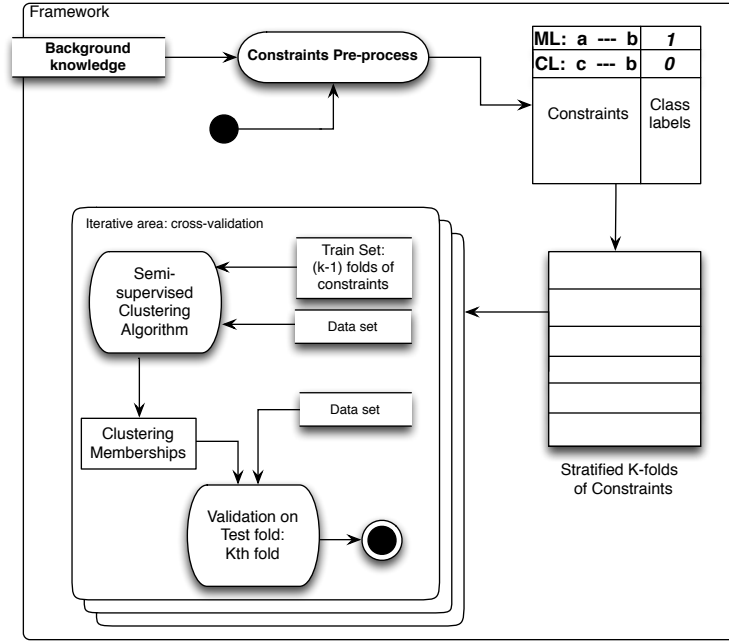 Framework
Background
knowledge
Constraints Pre-process
ML: a --- b 1
CL: c --- b 0
Constraints
Class
labels
Iterative area: cross-validation
Semi-
supervised
Clustering
Algorithm
Train Set:
(k-1) folds of
constraints
Data set
Clustering
Memberships
Data set
Validation on
Test fold:
Kth fold
Stratified K-folds
of Constraints